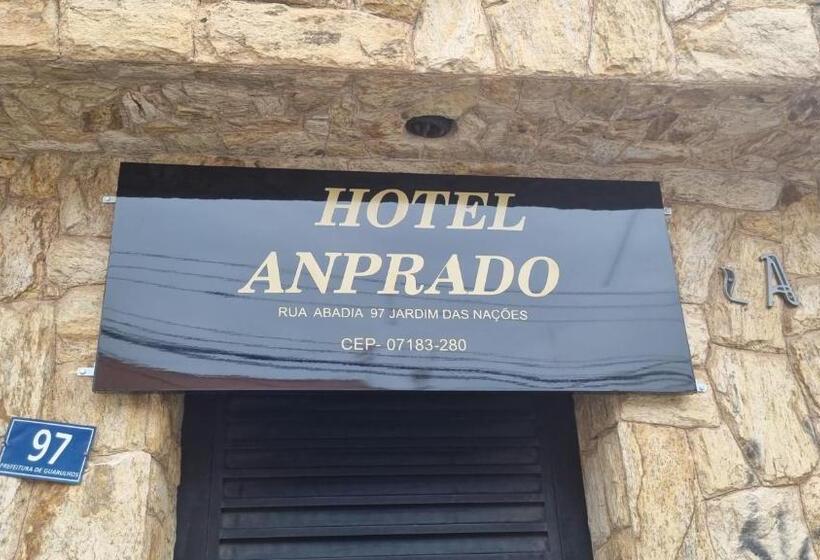 HOTEL
ANPRADO
RUA ABADIA 97 JARDIM DAS NAÇÕES
CEP- 07183-280
A
97
PREFEITURA DE GUARULHOS